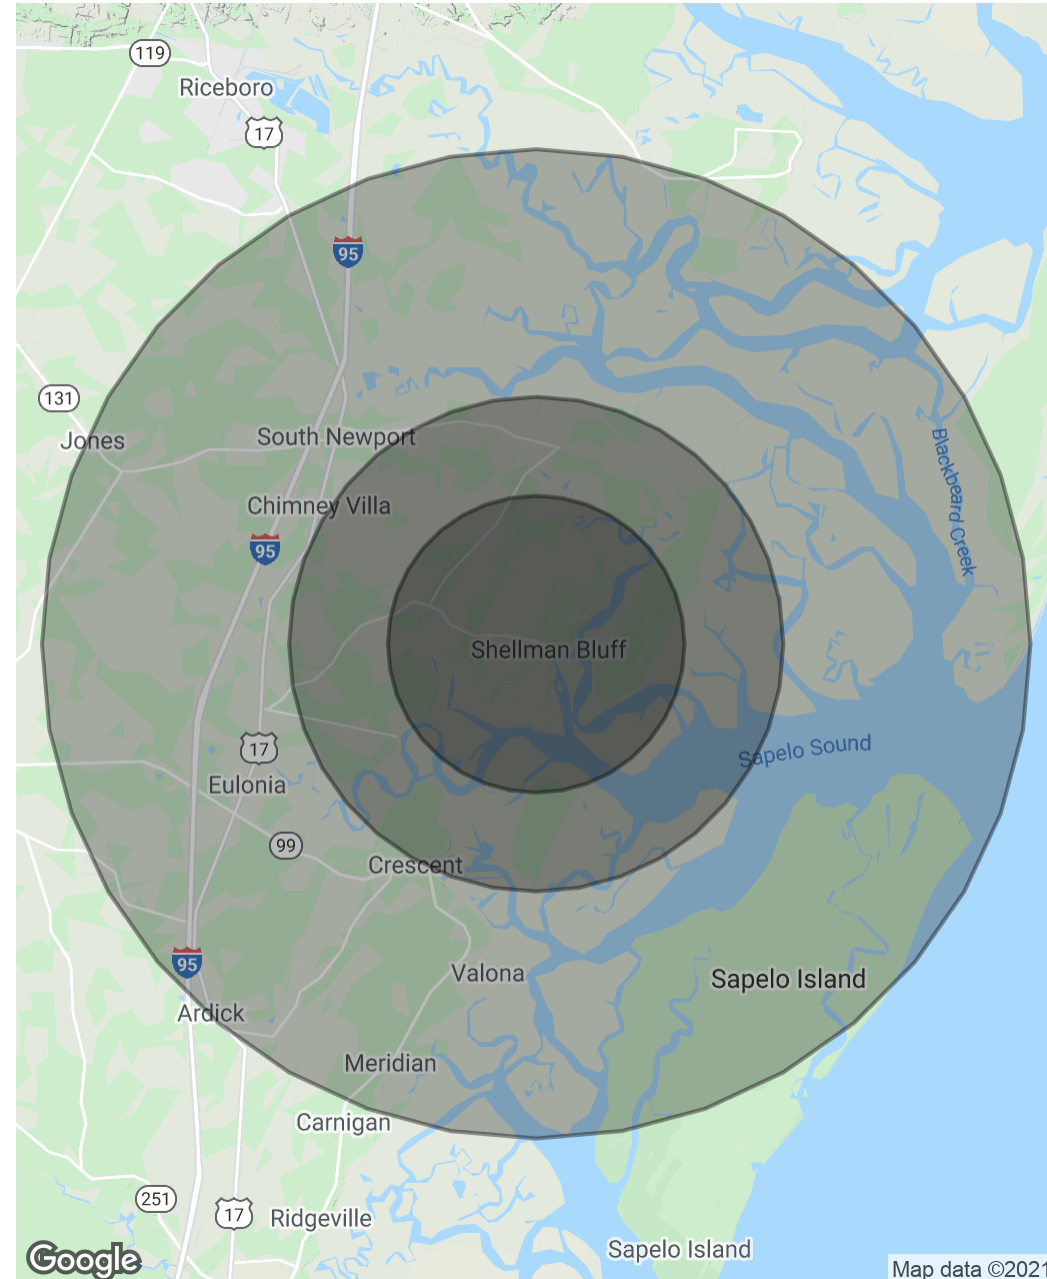 119
Riceboro
17
95
131
Jones
South Newport
Blackbeard Creek
Chimney Villa
95
Shellman Bluff
17
Sapelo Sound
Eulonia
99
Crescent
95
Valona
Sapelo Island
Ardick
Meridian
Carnigan
251
17
Ridgeville
Sapelo Island
Google
Map data ©2021